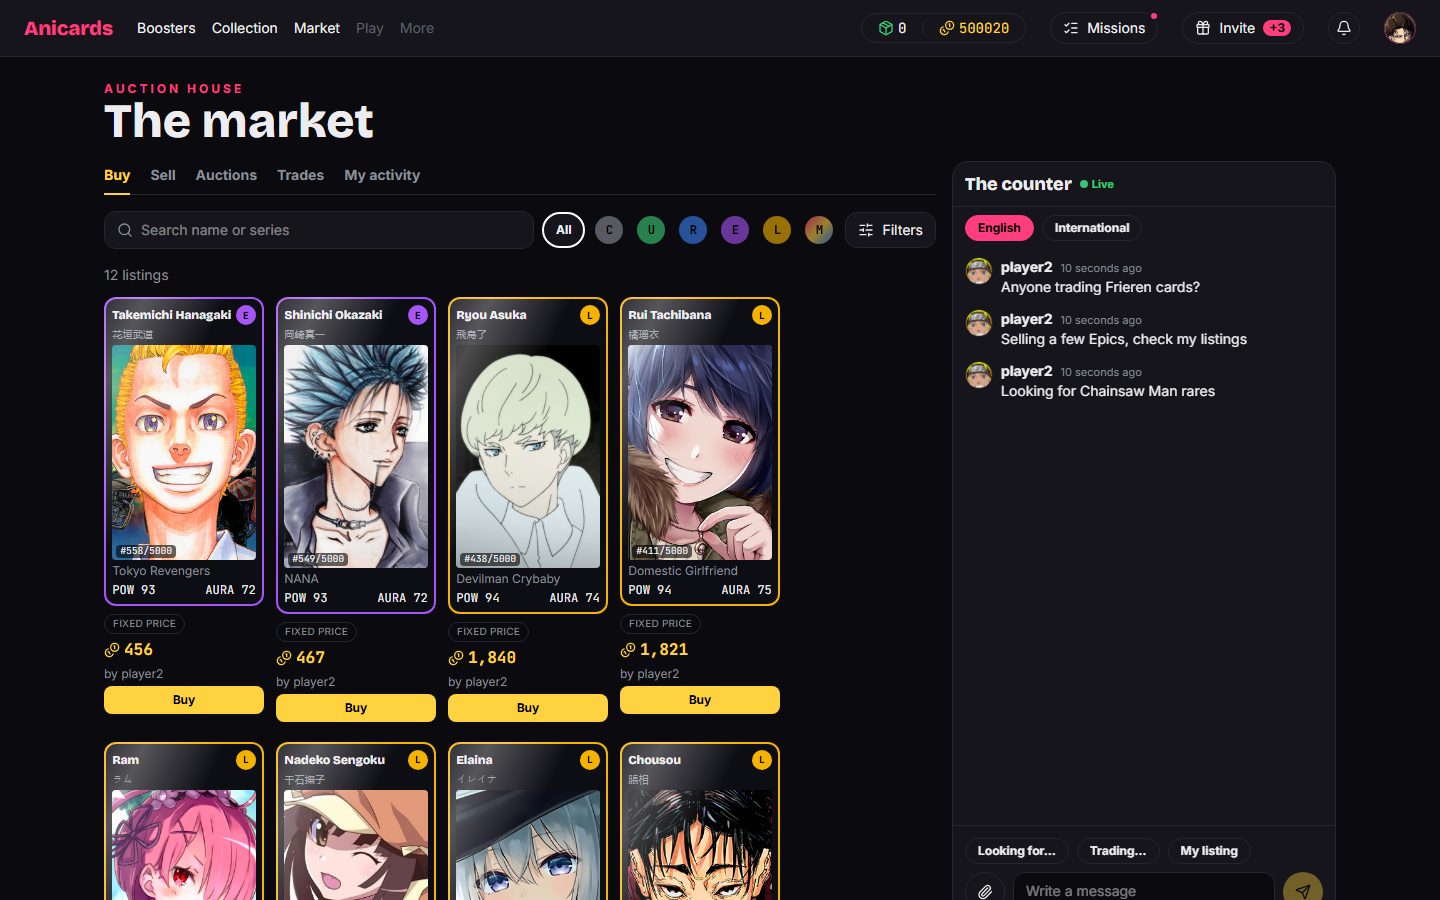 Anicards Boosters Collection Market Play More 0 500020 Missions Invite +3
AUCTION HOUSE
The market
Buy Sell Auctions Trades My activity
Search name or series All C U R E L M Filters
12 listings
Takemichi Hanagaki E
花垣武道
#558/5000
Tokyo Revengers
POW 93 AURA 72
FIXED PRICE
456
by player2
Buy
Shinichi Okazaki E
岡崎真一
#549/5000
NANA
POW 93 AURA 72
FIXED PRICE
467
by player2
Buy
Ryou Asuka L
飛鳥了
#438/5000
Devilman Crybaby
POW 94 AURA 74
FIXED PRICE
1,840
by player2
Buy
Rui Tachibana L
橘瑠衣
#411/5000
Domestic Girlfriend
POW 94 AURA 75
FIXED PRICE
1,821
by player2
Buy
Ram L
ラム
Nadeko Sengoku L
千石撫子
Elaina L
イレイナ
Chousou L
脹相
The counter Live
English International
player2 10 seconds ago
Anyone trading Frieren cards?
player2 10 seconds ago
Selling a few Epics, check my listings
player2 10 seconds ago
Looking for Chainsaw Man rares
Looking for... Trading... My listing
Write a message